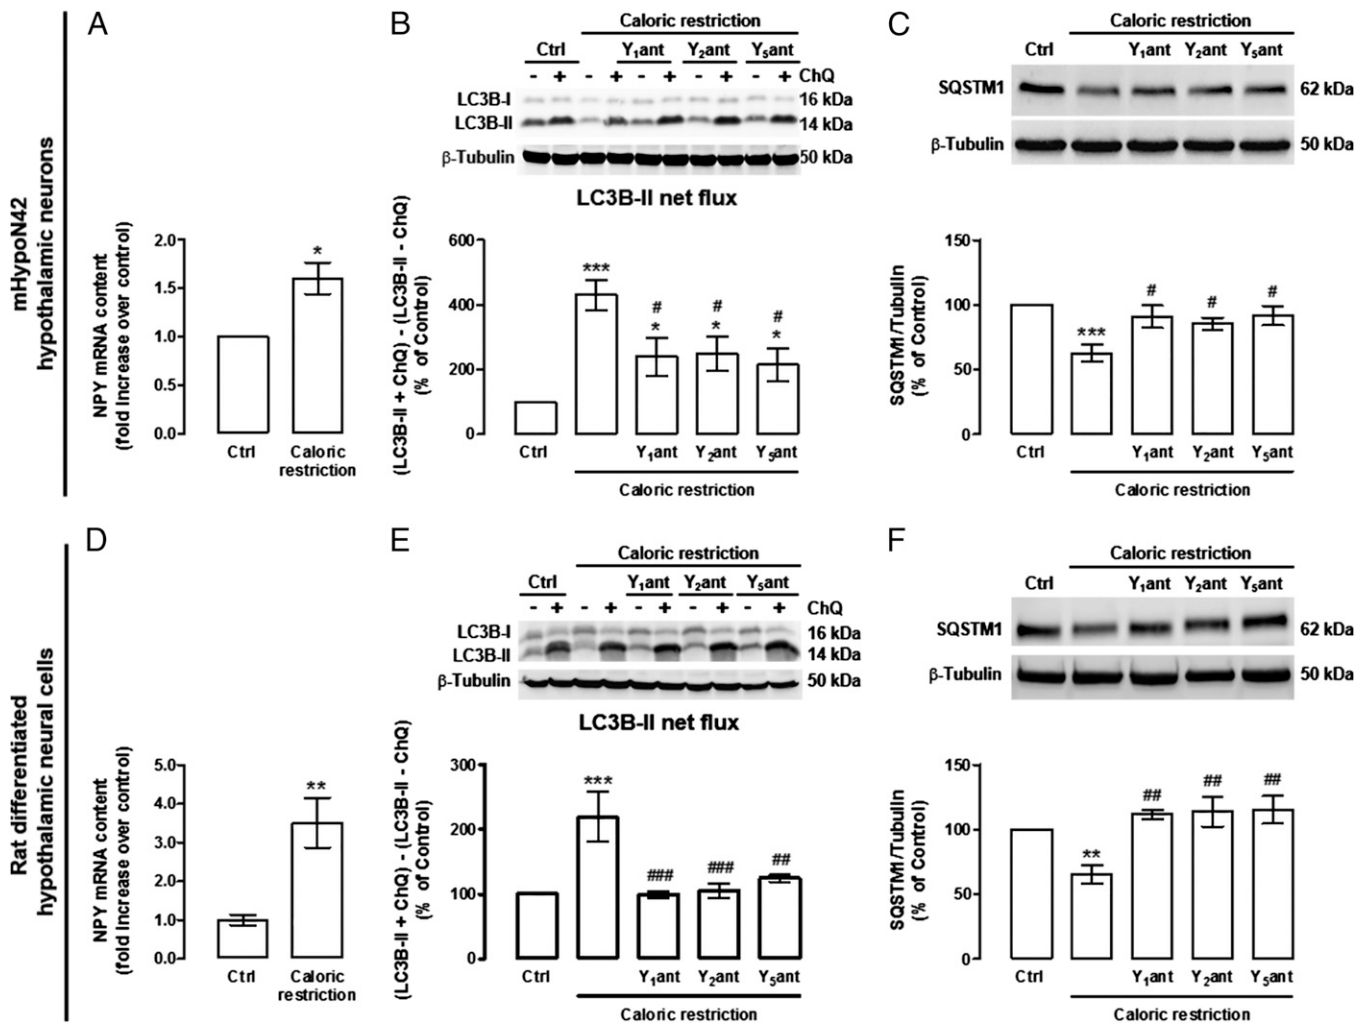 A
mHypoN42
hypothalamic neurons
NPY mRNA content
(fold Increase over control)
2.0
1.5
1.0
0.5
0.0
*
Ctrl
Caloric
restriction
B
Caloric restriction
Ctrl Y₁ant Y₂ant Y₅ant
- + - + - + - + - + ChQ
LC3B-I 16 kDa
LC3B-II 14 kDa
β-Tubulin 50 kDa
LC3B-II net flux
(LC3B-II + ChQ) - (LC3B-II - ChQ)
(% of Control)
600
400
200
0
***
# # #
* * *
Ctrl Y₁ant Y₂ant Y₅ant
Caloric restriction
C
Caloric restriction
Ctrl Y₁ant Y₂ant Y₅ant
SQSTM1 62 kDa
β-Tubulin 50 kDa
SQSTM1/Tubulin
(% of Control)
150
100
50
0
***
# # #
Ctrl Y₁ant Y₂ant Y₅ant
Caloric restriction
D
Rat differentiated
hypothalamic neural cells
NPY mRNA content
(fold Increase over control)
5.0
4.0
3.0
2.0
1.0
0.0
**
Ctrl
Caloric
restriction
E
Caloric restriction
Ctrl Y₁ant Y₂ant Y₅ant
- + - + - + - + - + ChQ
LC3B-I 16 kDa
LC3B-II 14 kDa
β-Tubulin 50 kDa
LC3B-II net flux
(LC3B-II + ChQ) - (LC3B-II - ChQ)
(% of Control)
300
200
100
0
***
### ### ##
Y₁ant Y₂ant Y₅ant
Ctrl
Caloric restriction
F
Caloric restriction
Ctrl Y₁ant Y₂ant Y₅ant
SQSTM1 62 kDa
β-Tubulin 50 kDa
SQSTM1/Tubulin
(% of Control)
150
100
50
0
**
## ## ##
Ctrl Y₁ant Y₂ant Y₅ant
Caloric restriction